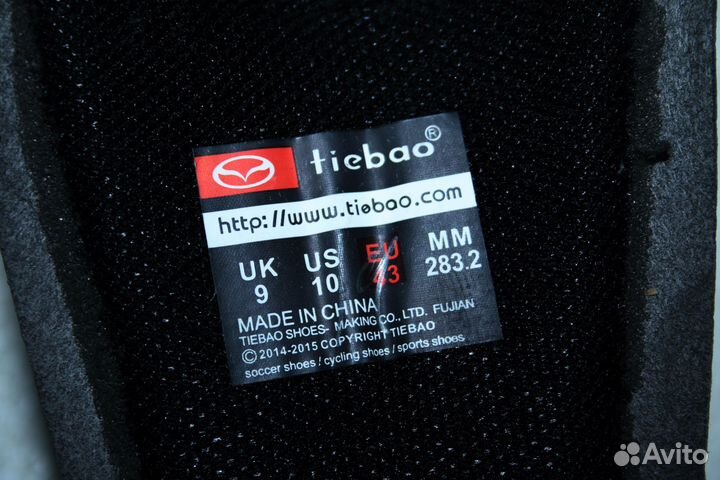 tiebao®
http://www.tiebao.com
UK US EU MM
9 10 43 283.2
MADE IN CHINA
TIEBAO SHOES- MAKING CO., LTD. FUJIAN
©2014-2015 COPYRIGHT TIEBAO
soccer shoes / cycling shoes / sports shoes
Avito